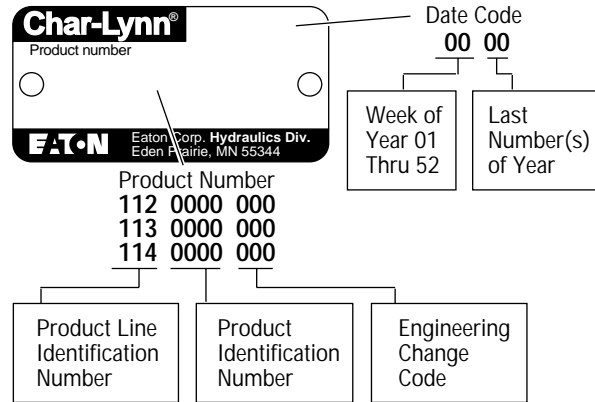 Char-Lynn®
Product number
EATON
Eaton Corp. Hydraulics Div.
Eden Prairie, MN 55344
Date Code
00 00
Week of
Year 01
Thru 52
Last
Number(s)
of Year
Product Number
112 0000 000
113 0000 000
114 0000 000
Product Line
Identification
Number
Product
Identification
Number
Engineering
Change
Code